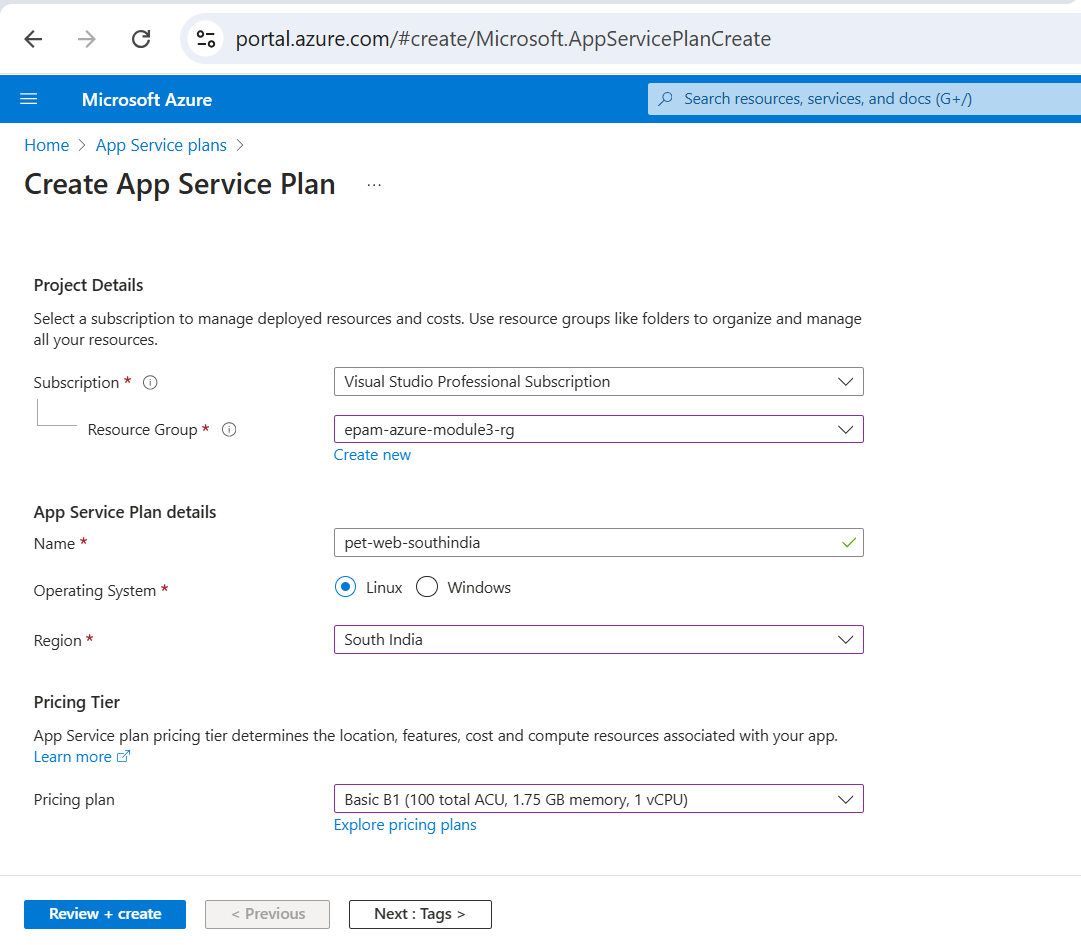 portal.azure.com/#create/Microsoft.AppServicePlanCreate
Microsoft Azure
Search resources, services, and docs (G+/)
Home > App Service plans >
Create App Service Plan ...
Project Details
Select a subscription to manage deployed resources and costs. Use resource groups like folders to organize and manage
all your resources.
Subscription *
Visual Studio Professional Subscription
Resource Group *
epam-azure-module3-rg
Create new
App Service Plan details
Name *
pet-web-southindia
Operating System *
Linux
Windows
Region *
South India
Pricing Tier
App Service plan pricing tier determines the location, features, cost and compute resources associated with your app.
Learn more
Pricing plan
Basic B1 (100 total ACU, 1.75 GB memory, 1 vCPU)
Explore pricing plans
Review + create
< Previous
Next : Tags >